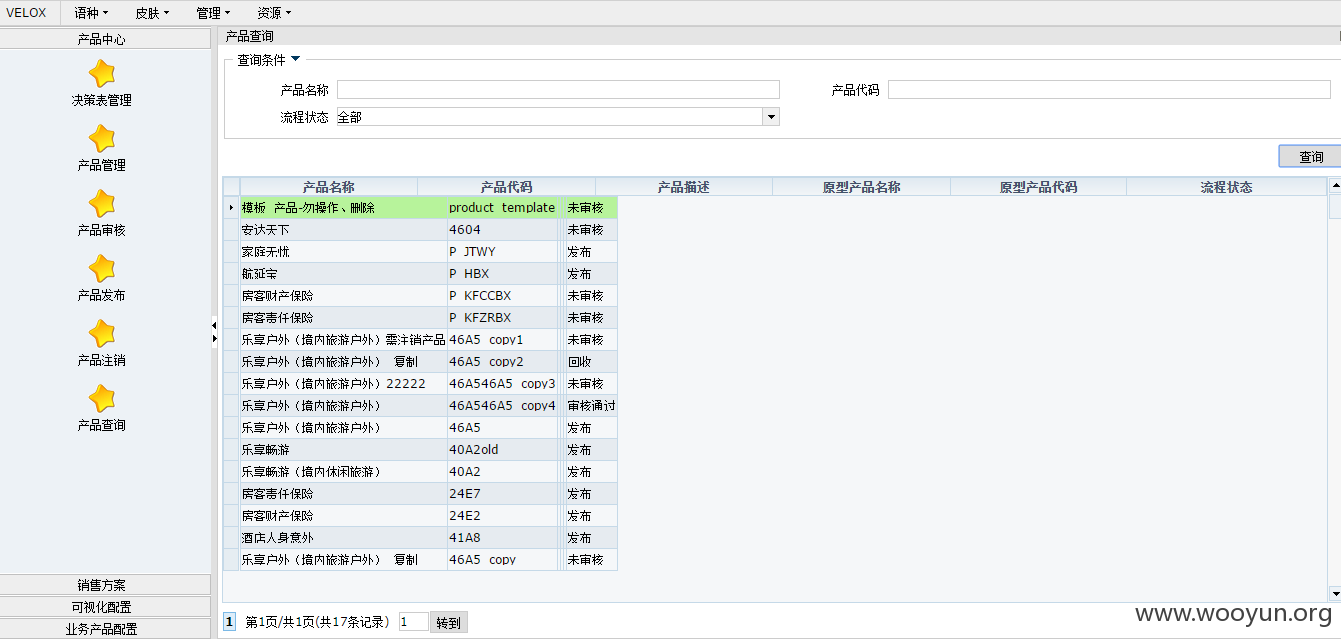 VELOX 语种 皮肤 管理 资源
产品中心
决策表管理
产品管理
产品审核
产品发布
产品注销
产品查询
销售方案
可视化配置
业务产品配置
产品查询
查询条件
产品名称 产品代码
流程状态 全部
查询
产品名称 产品代码 产品描述 原型产品名称 原型产品代码 流程状态
模板 产品-勿操作、删除 product template 未审核
安达天下 4604 未审核
家庭无忧 P JTWY 发布
航延宝 P HBX 发布
房客财产保险 P KFCCBX 未审核
房客责任保险 P KFZRBX 未审核
乐享户外（境内旅游户外）需注销产品 46A5 copy1 未审核
乐享户外（境内旅游户外） 复制 46A5 copy2 回收
乐享户外（境内旅游户外）22222 46A546A5 copy3 未审核
乐享户外（境内旅游户外） 46A546A5 copy4 审核通过
乐享户外（境内旅游户外） 46A5 发布
乐享畅游 40A2old 发布
乐享畅游（境内休闲旅游） 40A2 发布
房客责任保险 24E7 发布
房客财产保险 24E2 发布
酒店人身意外 41A8 发布
乐享户外（境内旅游户外） 复制 46A5 copy 未审核
1 第1页/共1页(共17条记录) 1 转到
www.wooyun.org